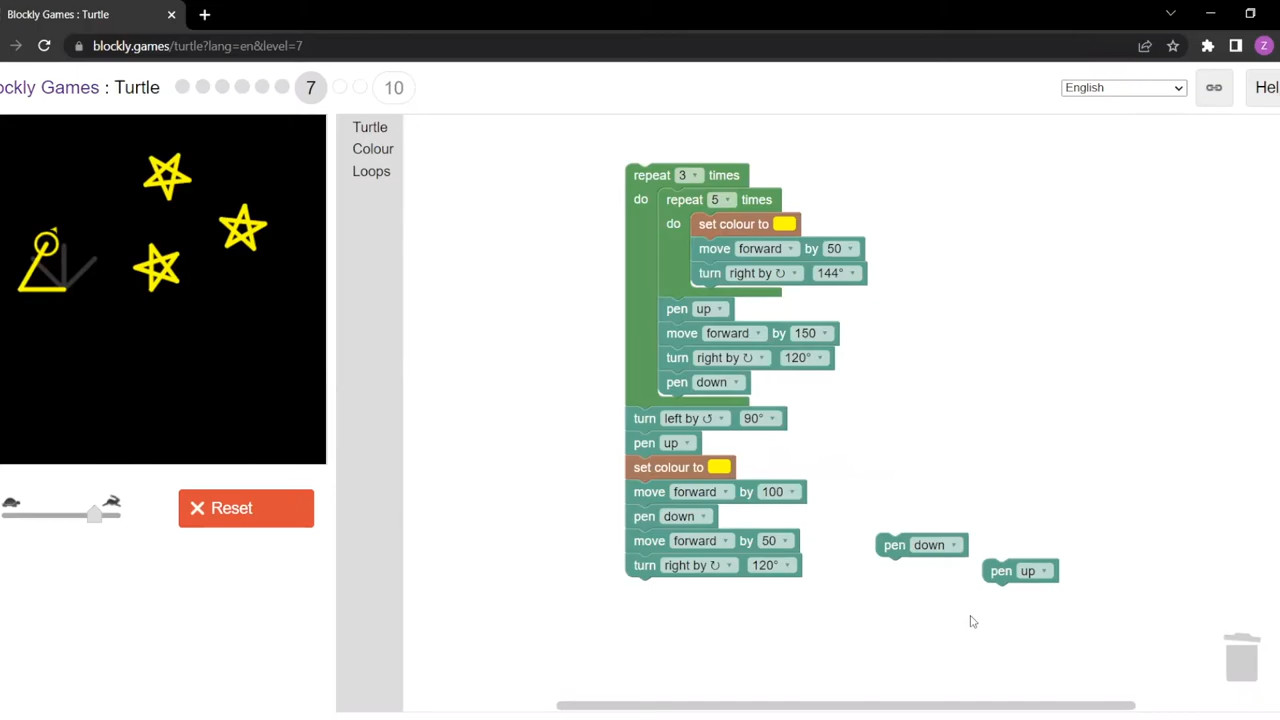 Blockly Games : Turtle
blockly.games/turtle?lang=en&level=7
Z
ockly Games : Turtle
7
10
English
Hel
Turtle
Colour
Loops
repeat 3 times
do repeat 5 times
do set colour to
move forward by 50
turn right by ↻ 144°
pen up
move forward by 150
turn right by ↻ 120°
pen down
turn left by ↺ 90°
pen up
set colour to
move forward by 100
pen down
move forward by 50
turn right by ↻ 120°
pen down
pen up
Reset